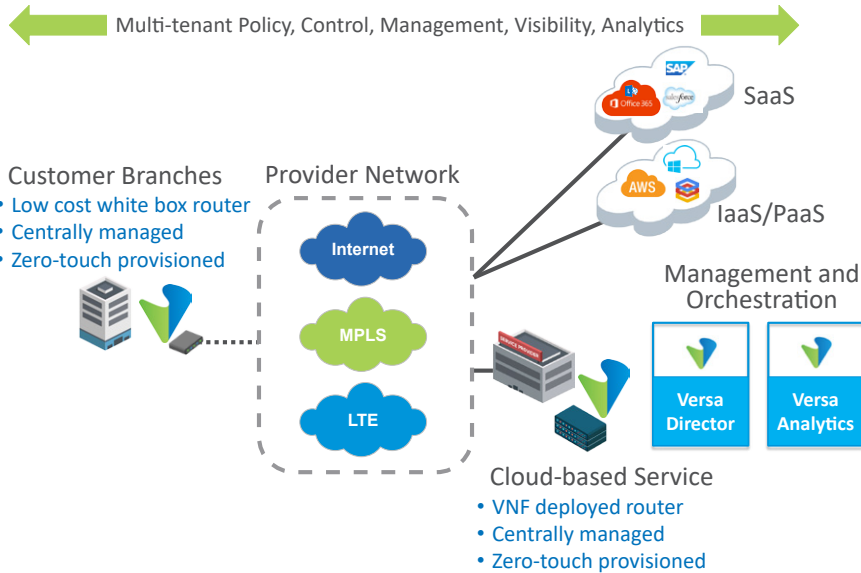 Multi-tenant Policy, Control, Management, Visibility, Analytics
SAP
Office 365
salesforce
SaaS
AWS
IaaS/PaaS
Customer Branches
• Low cost white box router
• Centrally managed
• Zero-touch provisioned
Provider Network
Internet
MPLS
LTE
SERVICE PROVIDER
Management and
Orchestration
Versa
Director
Versa
Analytics
Cloud-based Service
• VNF deployed router
• Centrally managed
• Zero-touch provisioned